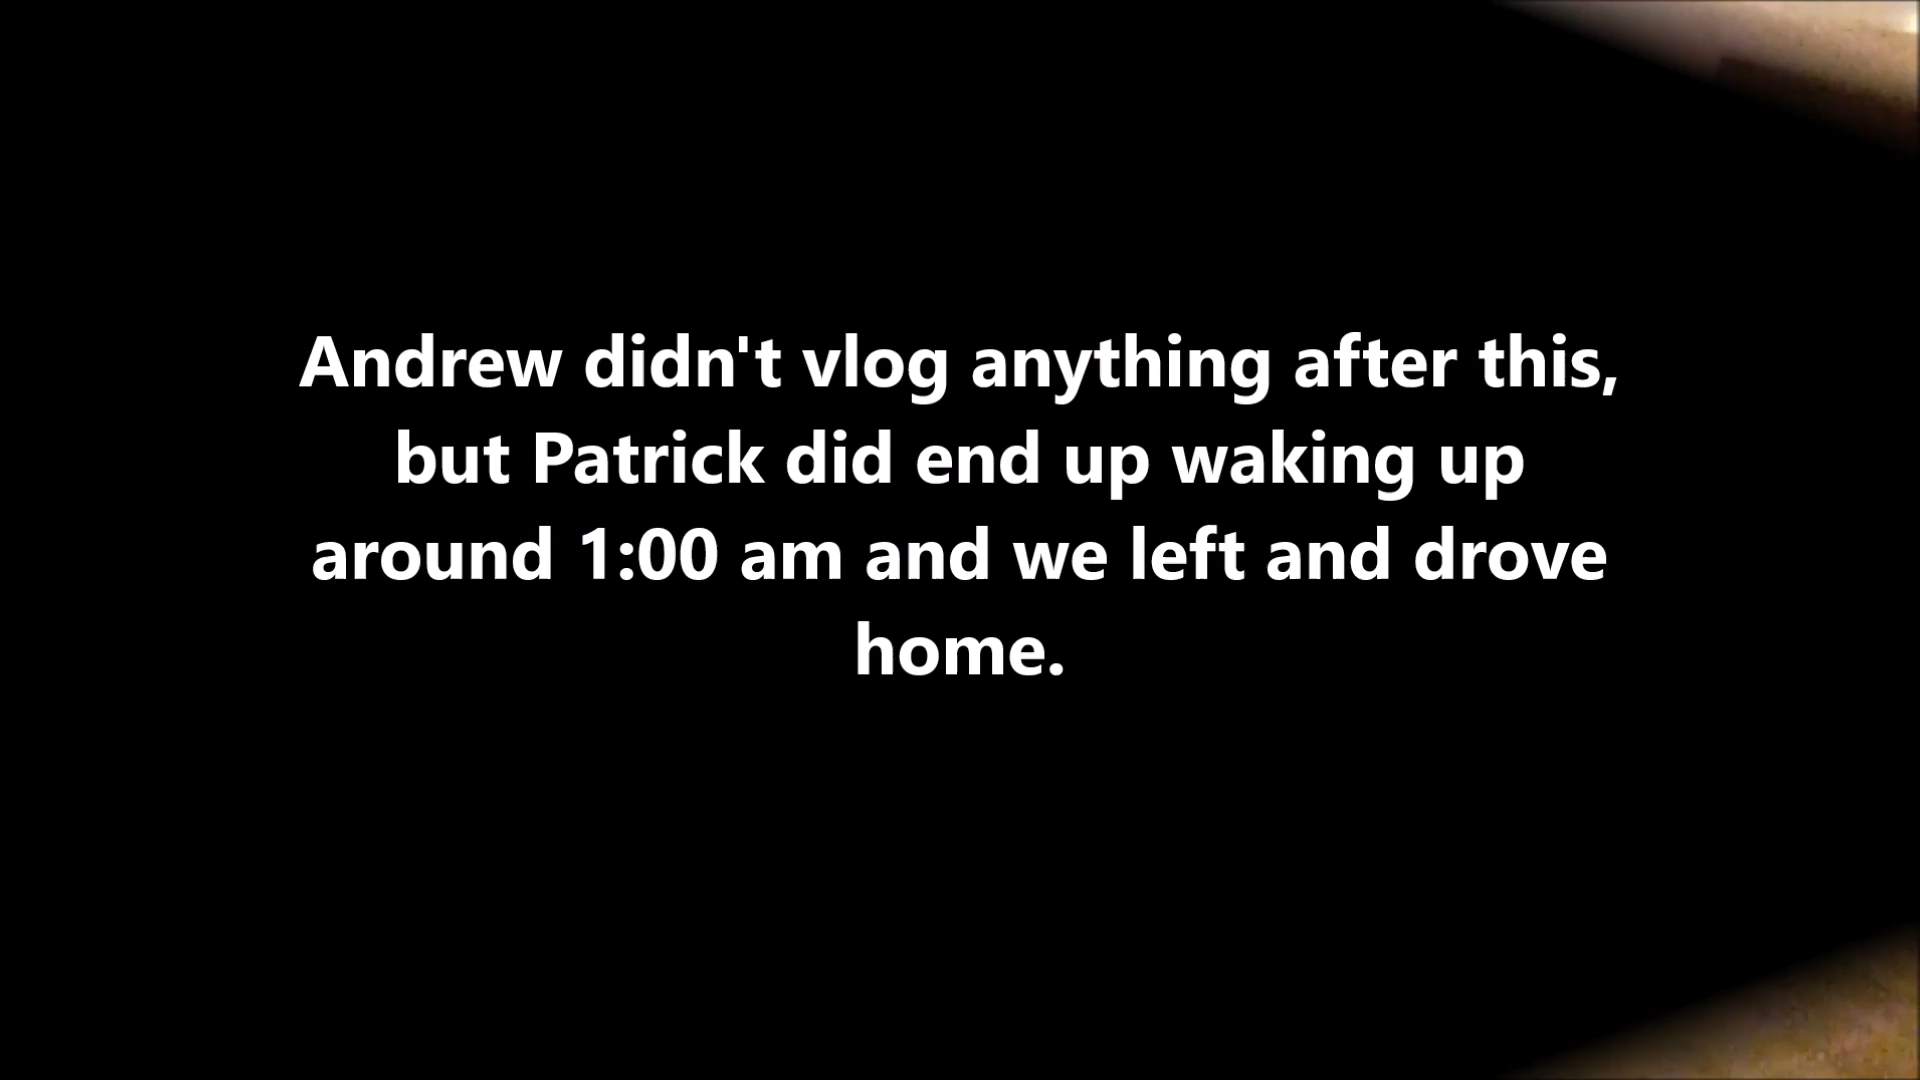 Andrew didn't vlog anything after this,
but Patrick did end up waking up
around 1:00 am and we left and drove
home.